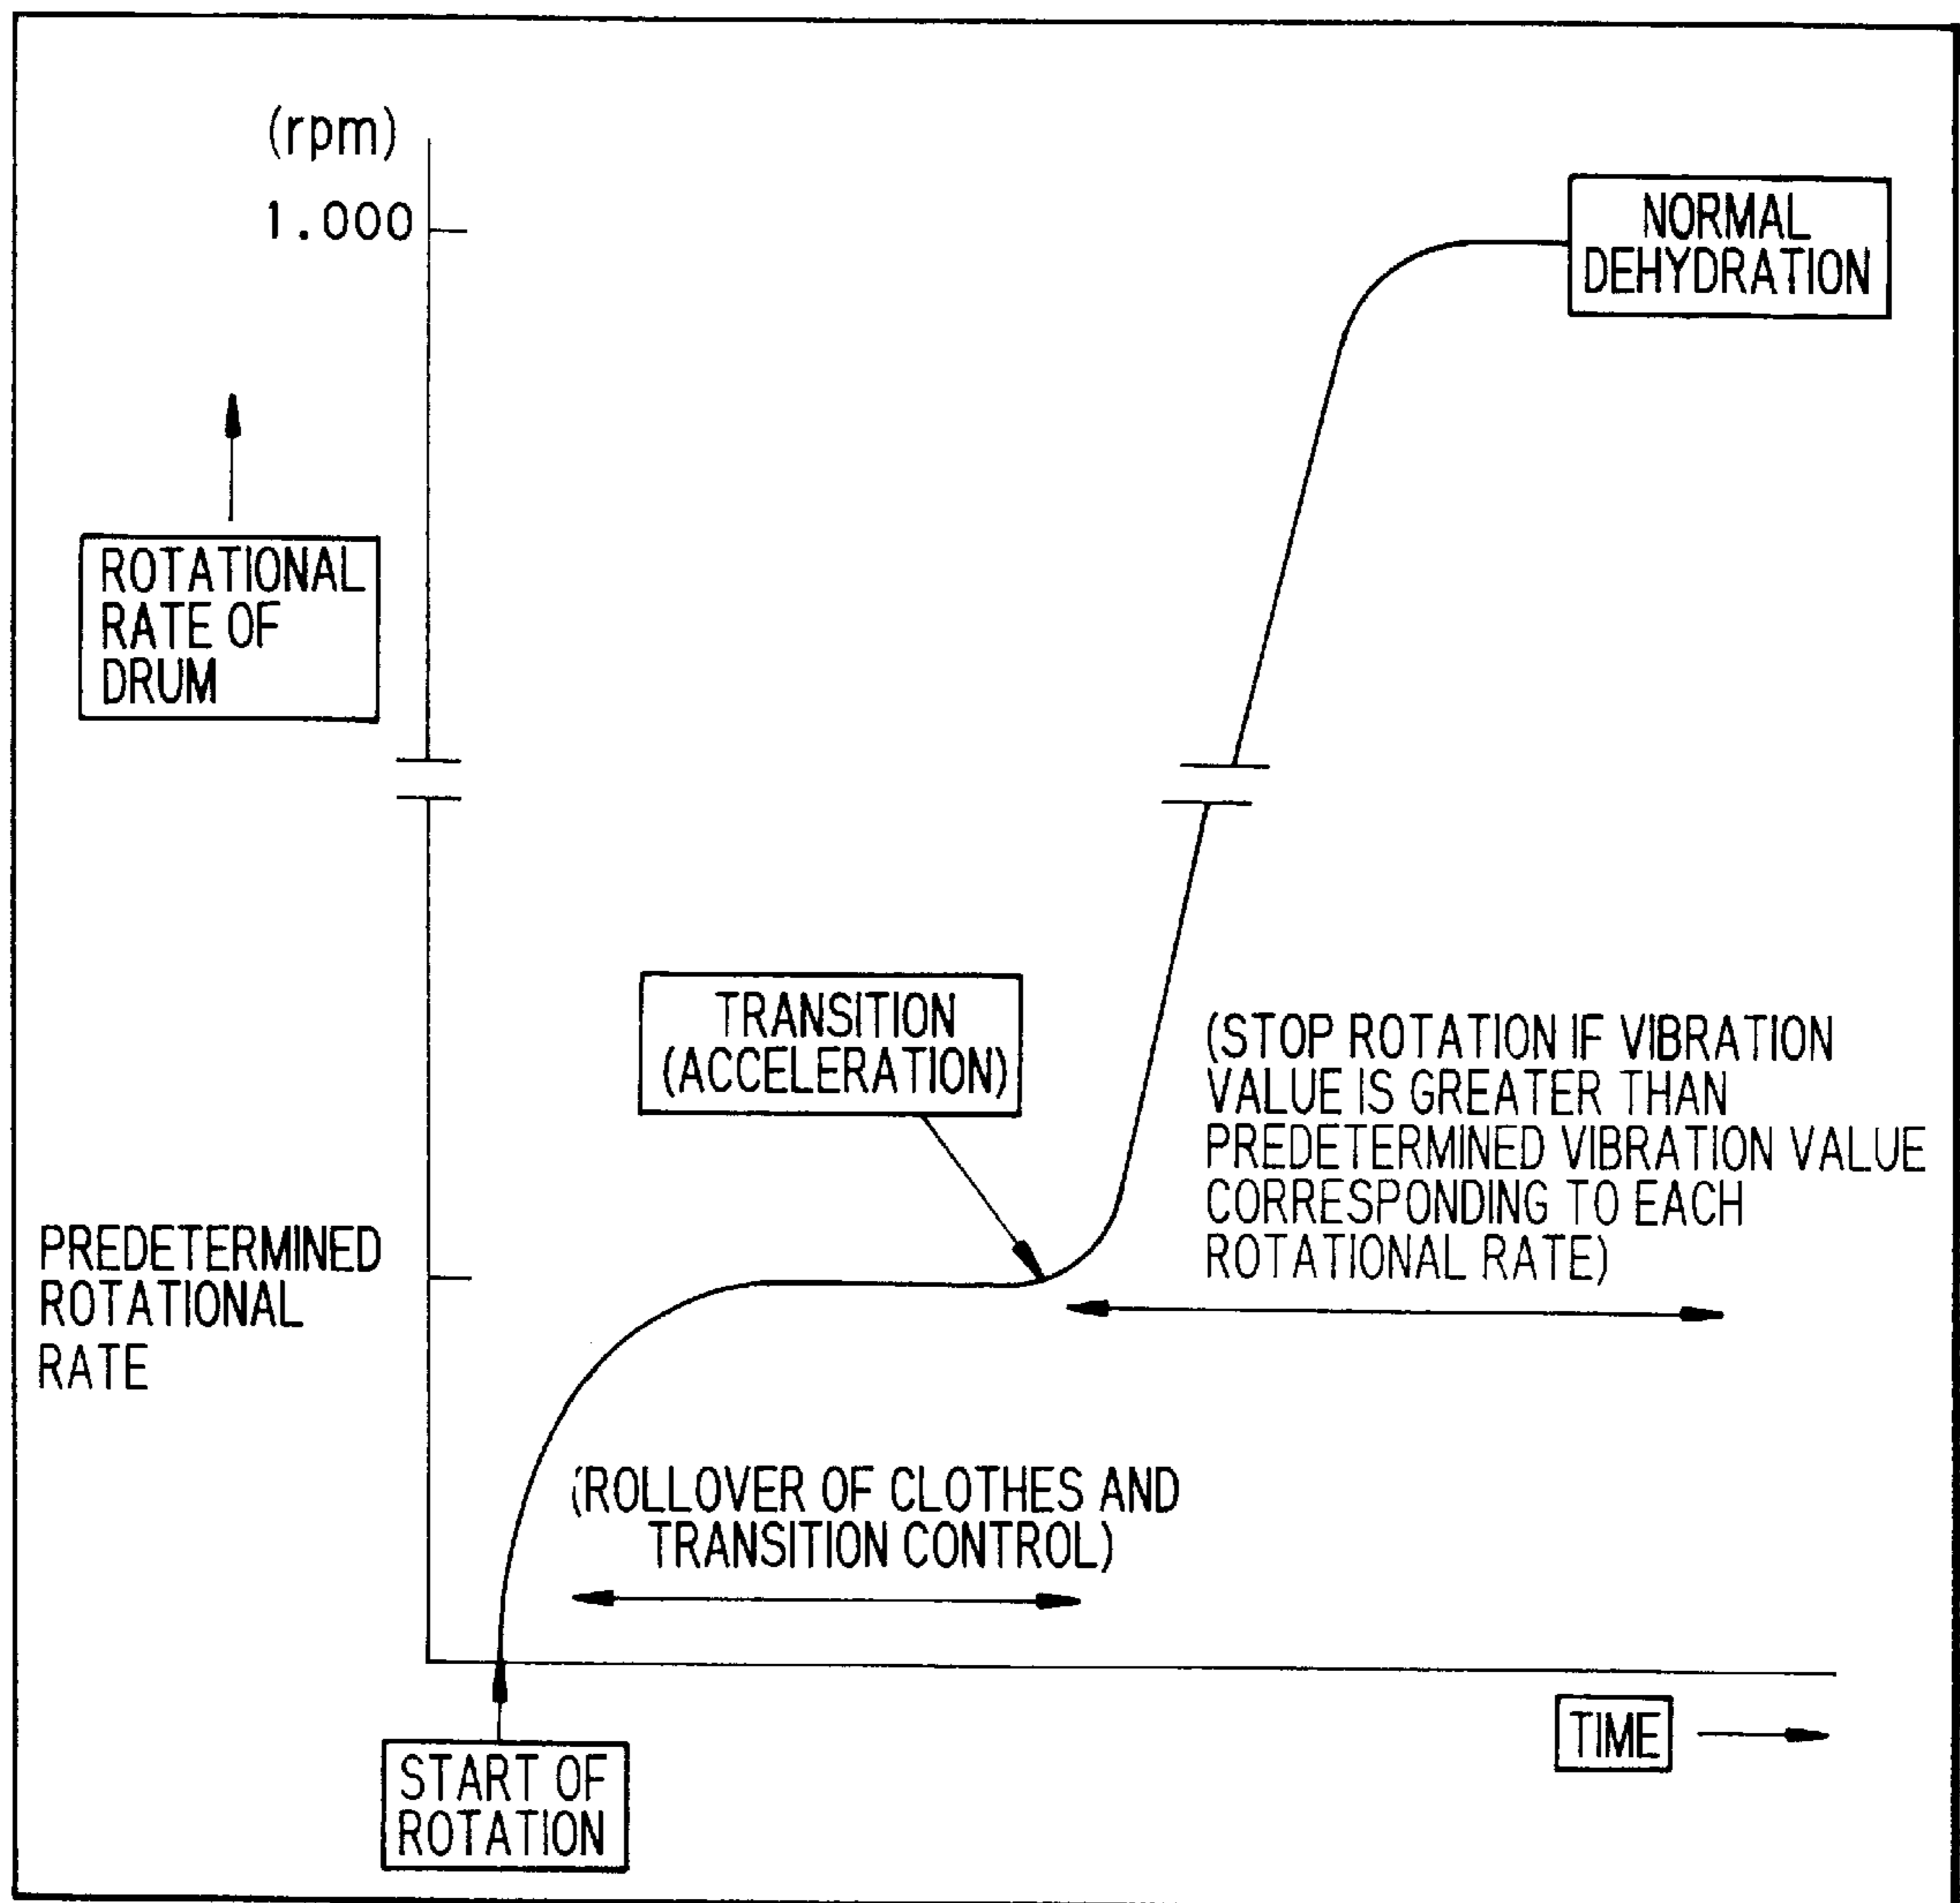 (rpm)
1.000
NORMAL
DEHYDRATION
ROTATIONAL
RATE OF
DRUM
TRANSITION
(ACCELERATION)
(STOP ROTATION IF VIBRATION
VALUE IS GREATER THAN
PREDETERMINED VIBRATION VALUE
CORRESPONDING TO EACH
ROTATIONAL RATE)
PREDETERMINED
ROTATIONAL
RATE
(ROLLOVER OF CLOTHES AND
TRANSITION CONTROL)
TIME
START OF
ROTATION